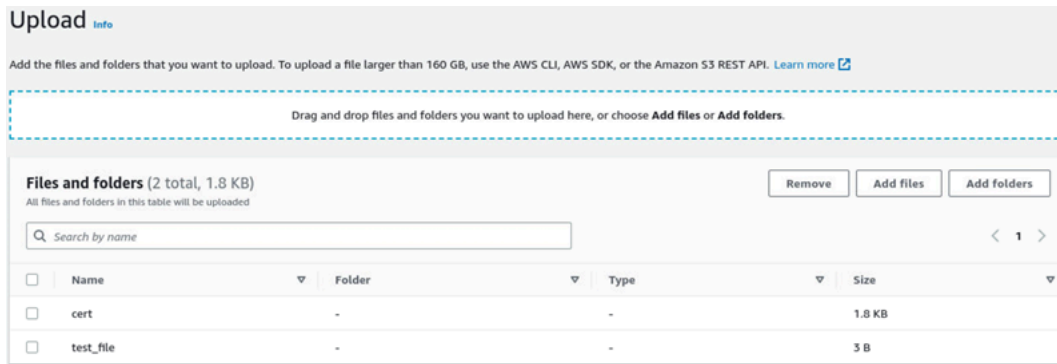 Upload Info
Add the files and folders that you want to upload. To upload a file larger than 160 GB, use the AWS CLI, AWS SDK, or the Amazon S3 REST API. Learn more
Drag and drop files and folders you want to upload here, or choose Add files or Add folders.
Files and folders (2 total, 1.8 KB)
Remove Add files Add folders
All files and folders in this table will be uploaded
Search by name
< 1 >
Name Folder Type Size
cert - - 1.8 KB
test_file - - 3 B